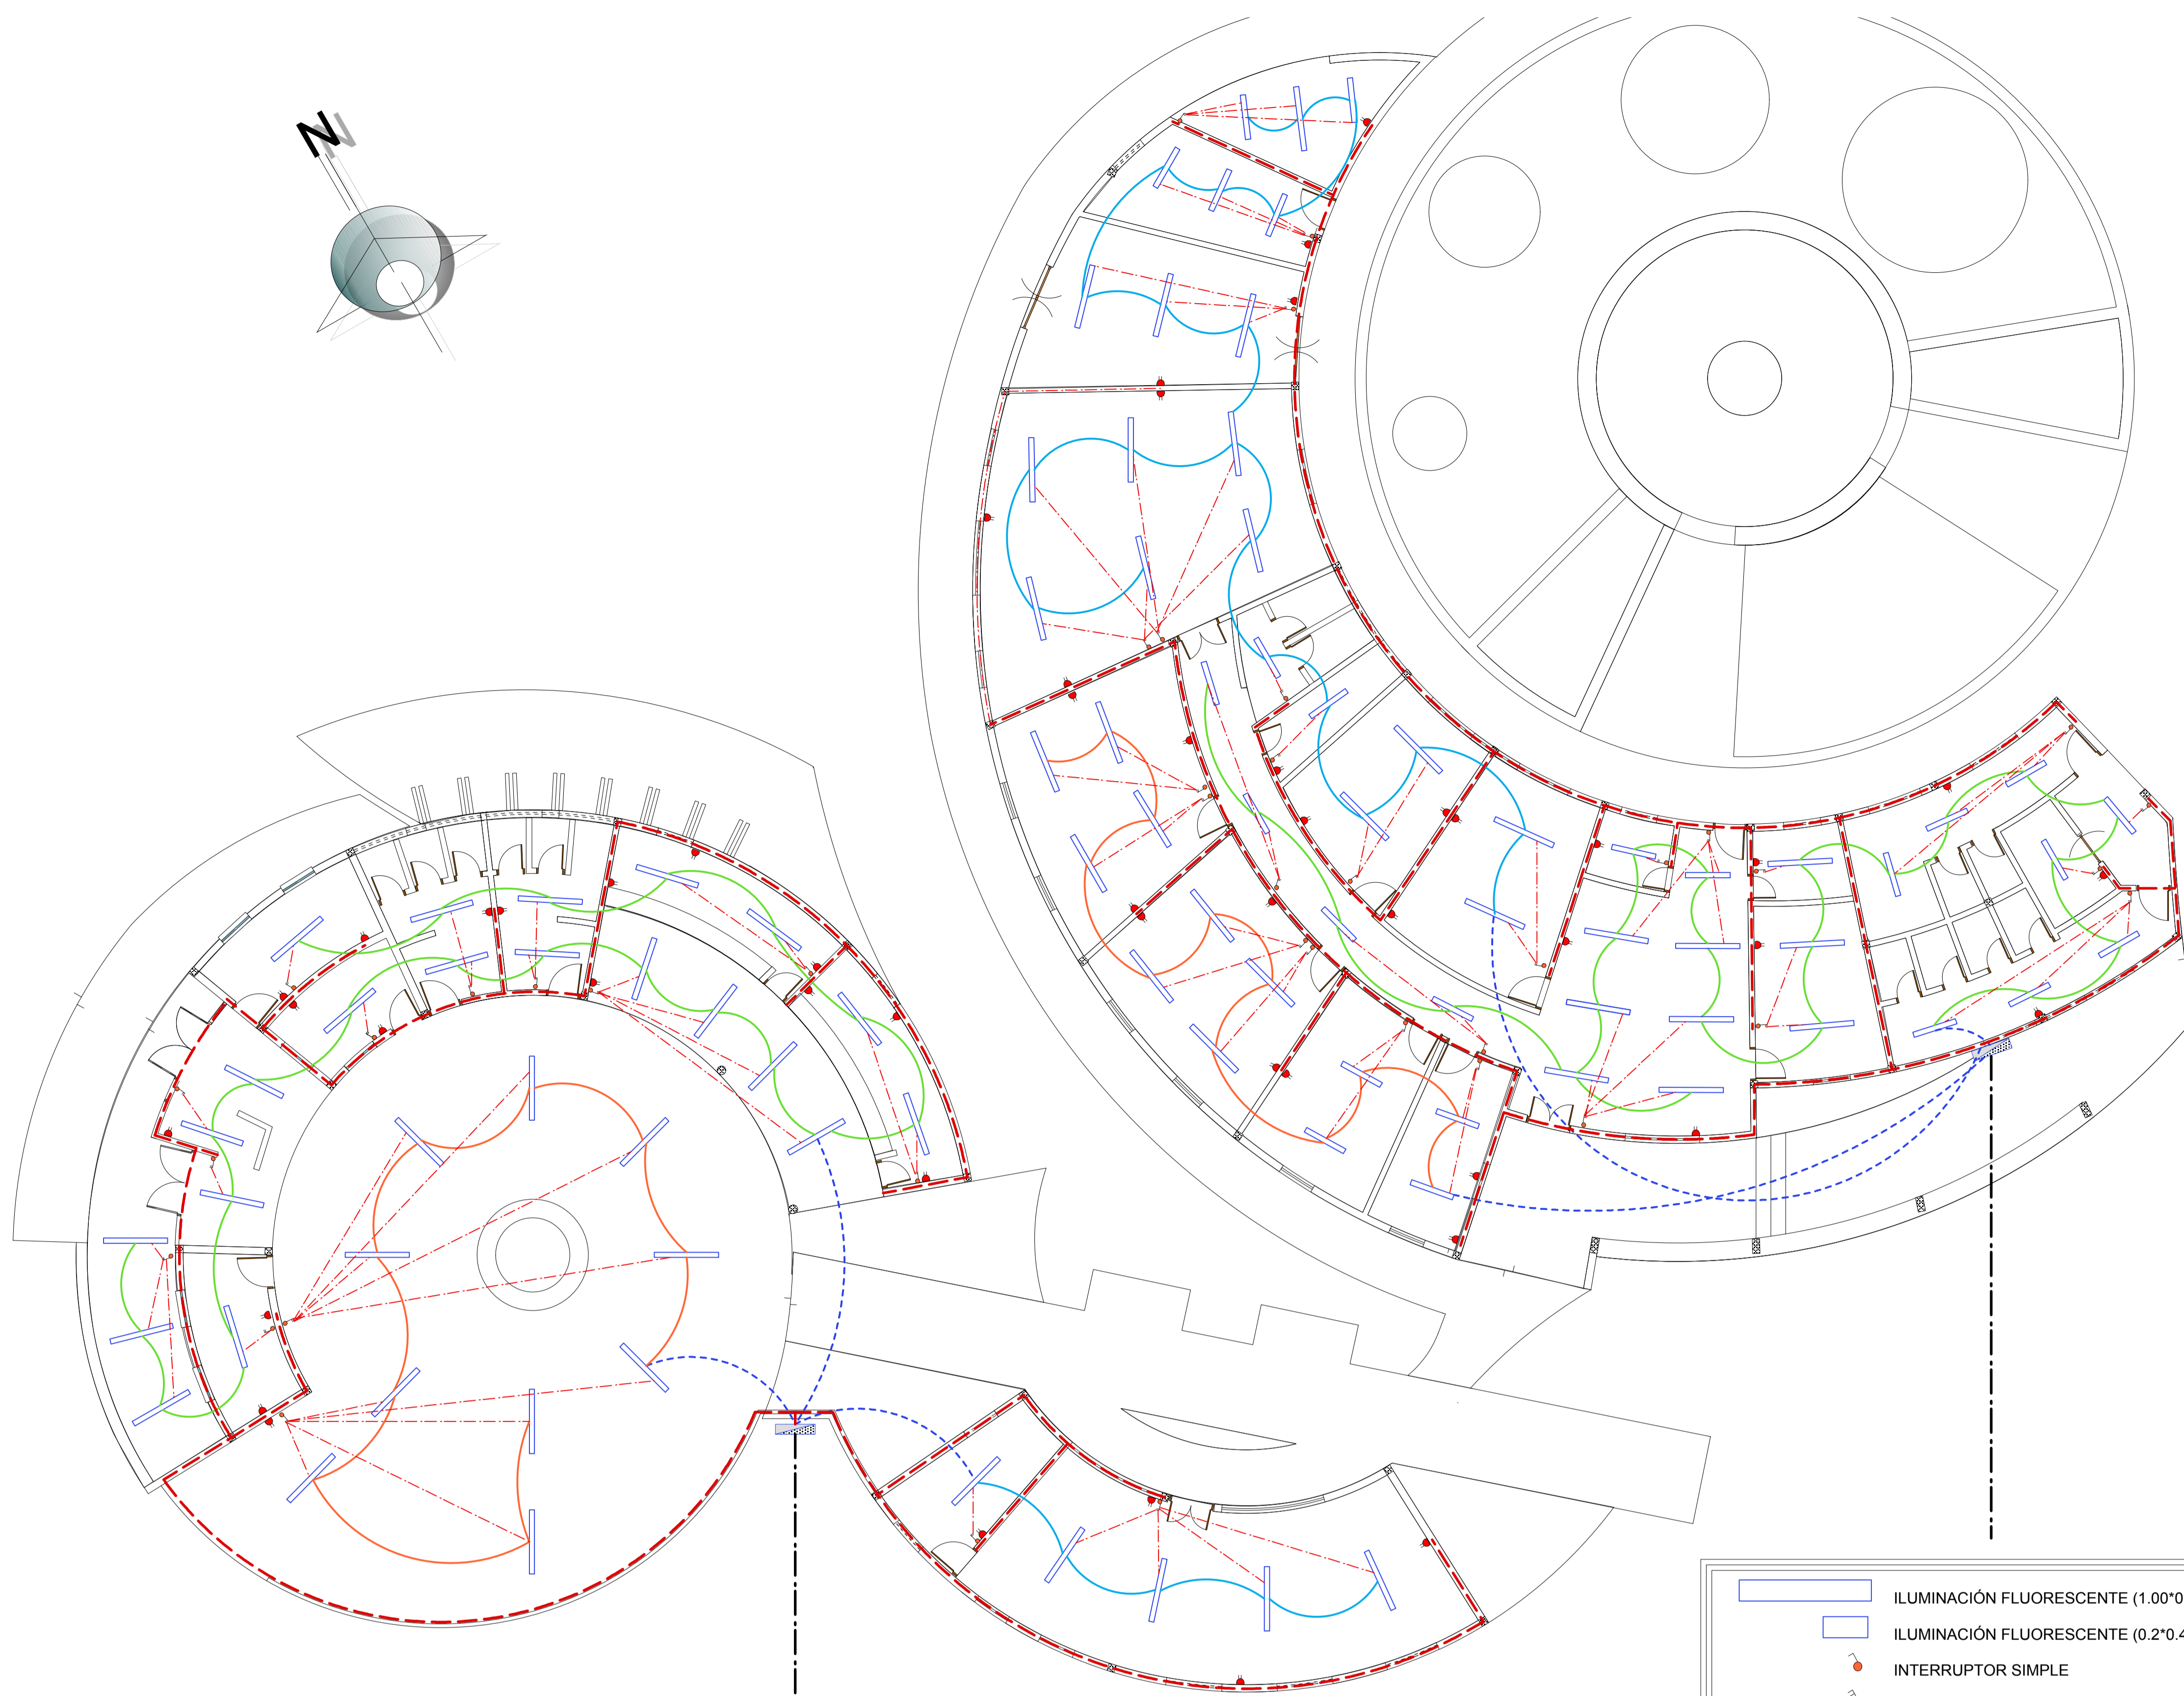 N
ILUMINACIÓN FLUORESCENTE (1.00*0
ILUMINACIÓN FLUORESCENTE (0.2*0.4
INTERRUPTOR SIMPLE